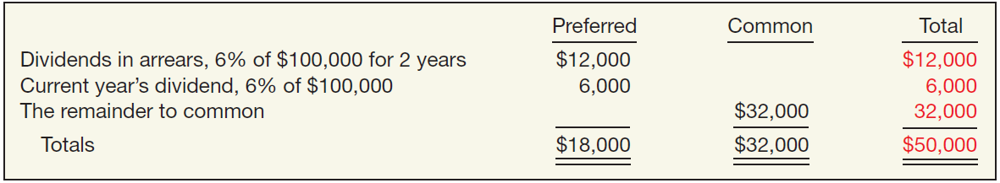 Preferred Common Total
Dividends in arrears, 6% of $100,000 for 2 years $12,000 $12,000
Current year’s dividend, 6% of $100,000 6,000 6,000
The remainder to common $32,000 32,000
Totals $18,000 $32,000 $50,000